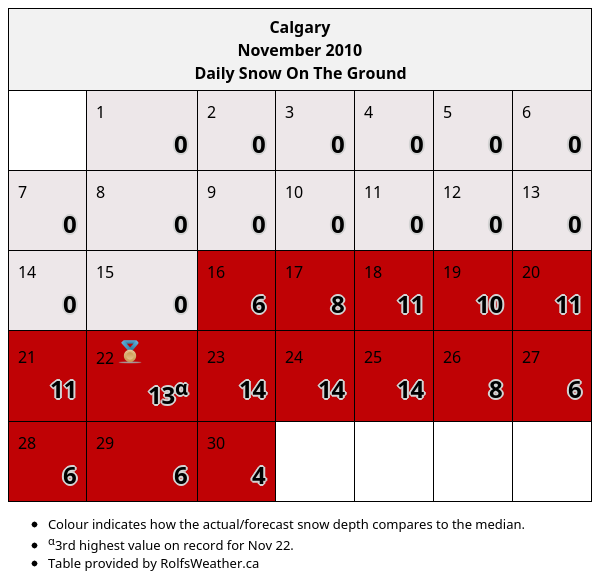 Calgary
November 2010
Daily Snow On The Ground
1 2 3 4 5 6
0 0 0 0 0 0
7 8 9 10 11 12 13
0 0 0 0 0 0 0
14 15 16 17 18 19 20
0 0 6 8 11 10 11
21 22 23 24 25 26 27
11 13α 14 14 14 8 6
28 29 30
6 6 4
• Colour indicates how the actual/forecast snow depth compares to the median.
• α3rd highest value on record for Nov 22.
• Table provided by RolfsWeather.ca